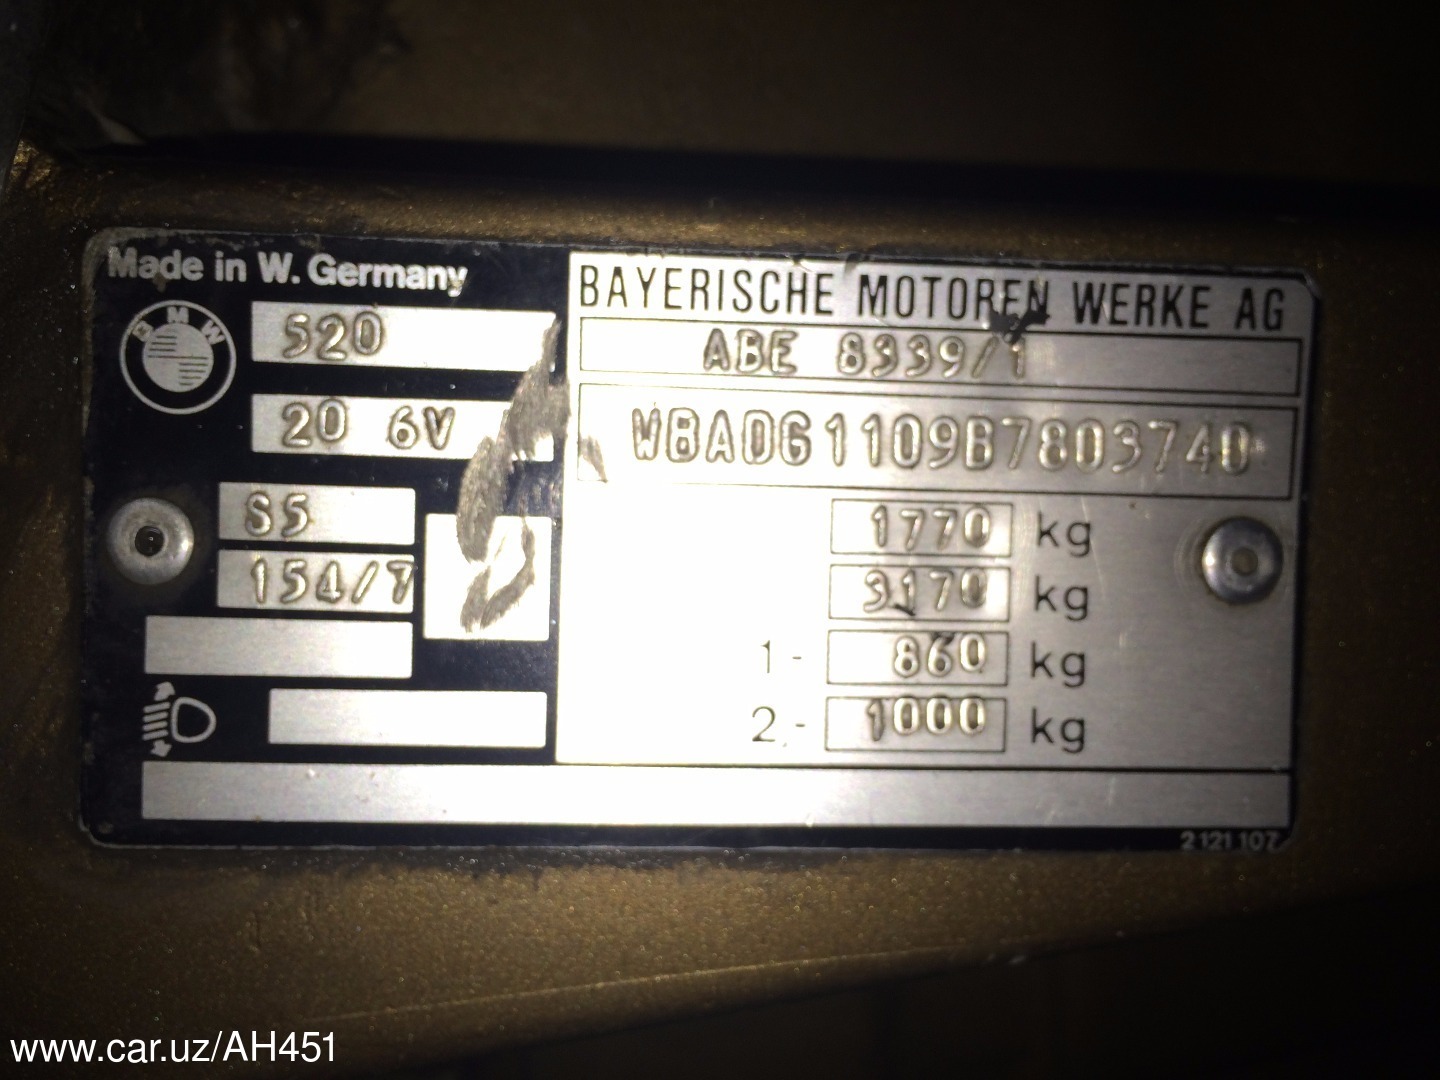 Made in W. Germany
BMW
520
20 6V
S5
154/7
BAYERISCHE MOTOREN WERKE AG
ABE 8339/1
WBADG1109B7803740
1770 kg
3170 kg
1- 860 kg
2.- 1000 kg
2 121 107
www.car.uz/AH451